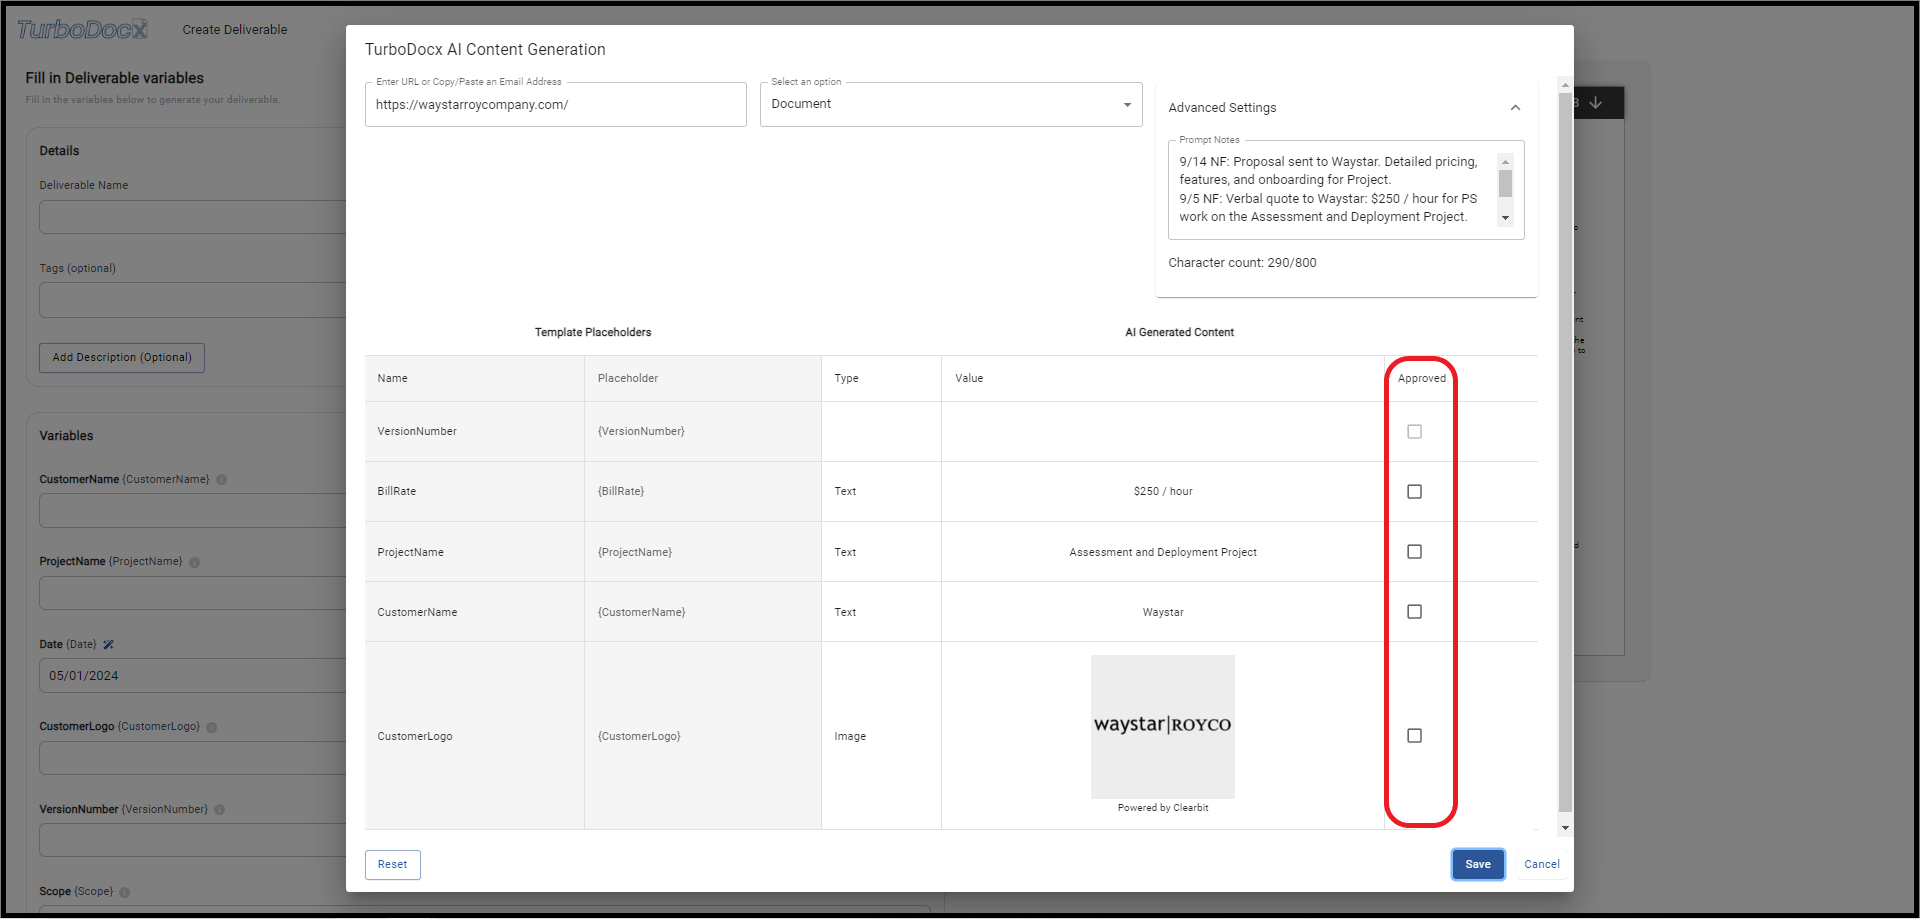 TurboDocx
Create Deliverable
Fill in Deliverable variables
Fill in the variables below to generate your deliverable.
Details
Deliverable Name
Tags (optional)
Add Description (Optional)
Variables
CustomerName {CustomerName}
ProjectName {ProjectName}
Date {Date}
05/01/2024
CustomerLogo {CustomerLogo}
VersionNumber {VersionNumber}
Scope {Scope}
TurboDocx AI Content Generation
Enter URL or Copy/Paste an Email Address
https://waystarroycompany.com/
Select an option
Document
Advanced Settings
Prompt Notes
9/14 NF: Proposal sent to Waystar. Detailed pricing,
features, and onboarding for Project.
9/5 NF: Verbal quote to Waystar: $250 / hour for PS
work on the Assessment and Deployment Project.
Character count: 290/800
Template Placeholders
AI Generated Content
Name Placeholder Type Value Approved
VersionNumber {VersionNumber}
BillRate {BillRate} Text $250 / hour
ProjectName {ProjectName} Text Assessment and Deployment Project
CustomerName {CustomerName} Text Waystar
CustomerLogo {CustomerLogo} Image
waystar|ROYCO
Powered by Clearbit
Reset
Save
Cancel